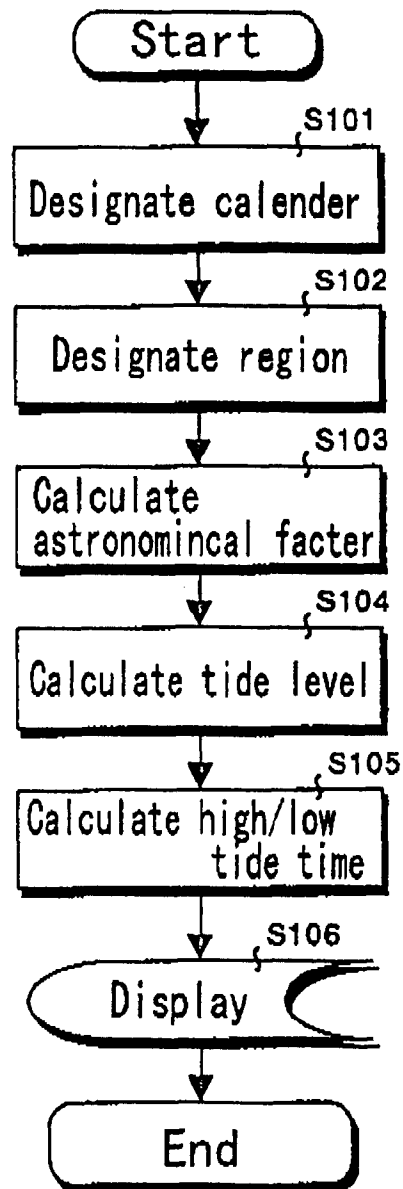 Start
S101
Designate calender
S102
Designate region
S103
Calculate
astronomincal facter
S104
Calculate tide level
S105
Calculate high/low
tide time
S106
Display
End